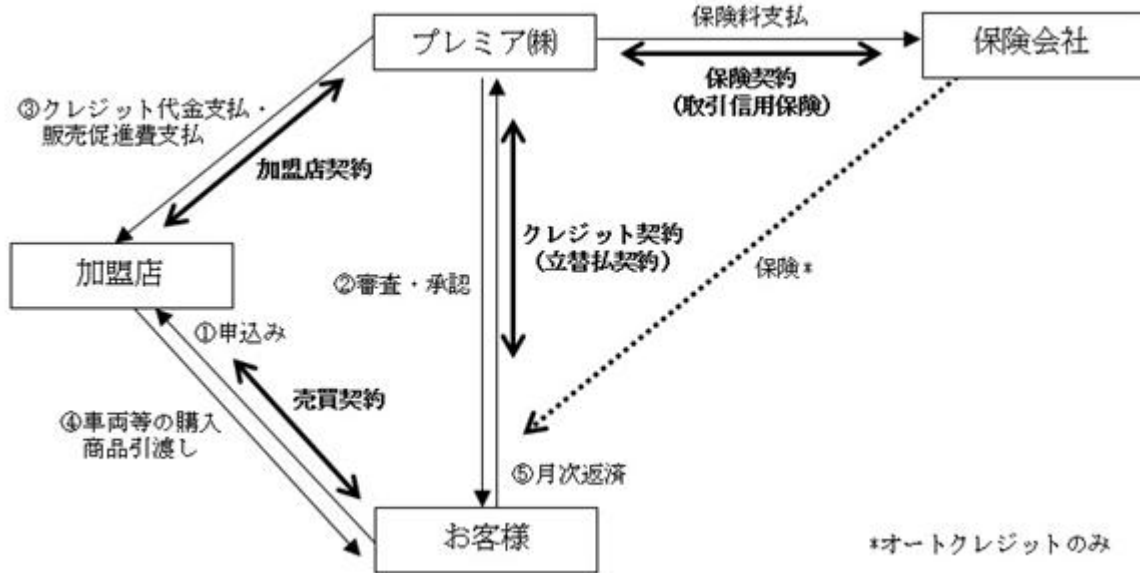 プレミア㈱
保険料支払
保険会社
保険契約
(取引信用保険)
③クレジット代金支払・
販売促進費支払
加盟店契約
加盟店
クレジット契約
(立替払契約)
②審査・承認
保険*
①申込み
売買契約
④車両等の購入
商品引渡し
⑤月次返済
お客様
*オートクレジットのみ